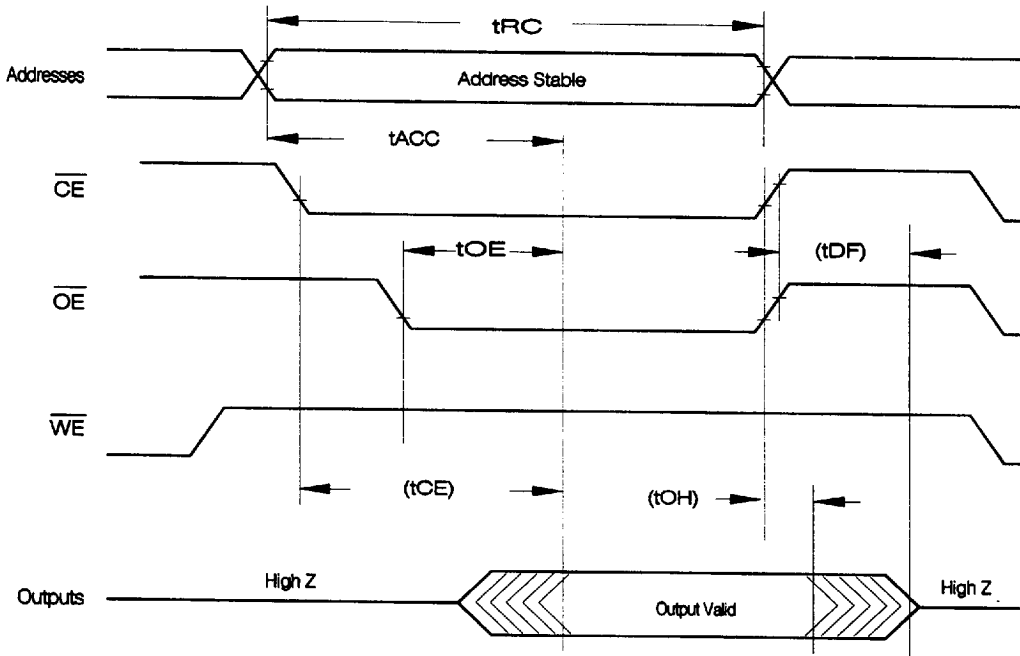 tRC
Addresses
Address Stable
tACC
CE
tOE
(tDF)
OE
WE
(tCE)
(tOH)
High Z
High Z
Outputs
Output Valid